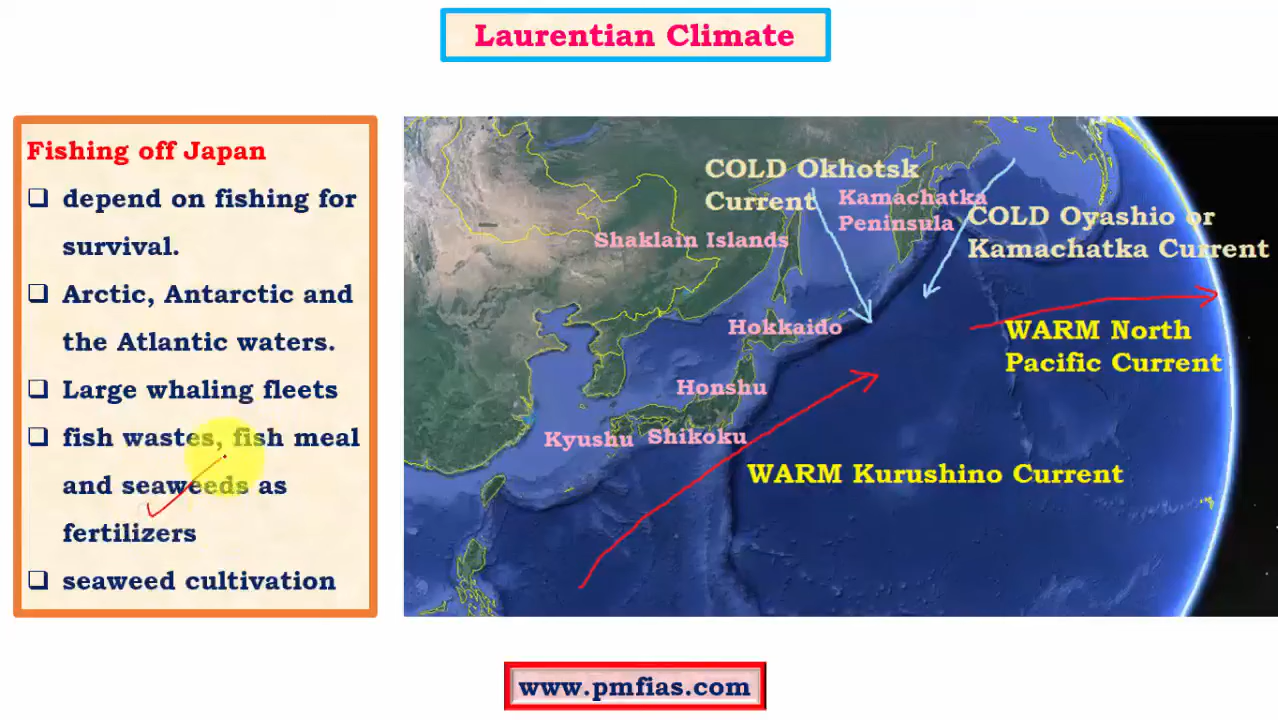 Laurentian Climate
Fishing off Japan
❑ depend on fishing for
survival.
❑ Arctic, Antarctic and
the Atlantic waters.
❑ Large whaling fleets
❑ fish wastes, fish meal
and seaweeds as
fertilizers
❑ seaweed cultivation
COLD Okhotsk
Current
Kamachatka
Peninsula
COLD Oyashio or
Kamachatka Current
Shaklain Islands
WARM North
Pacific Current
Hokkaido
Honshu
Kyushu
Shikoku
WARM Kurushino Current
www.pmfias.com